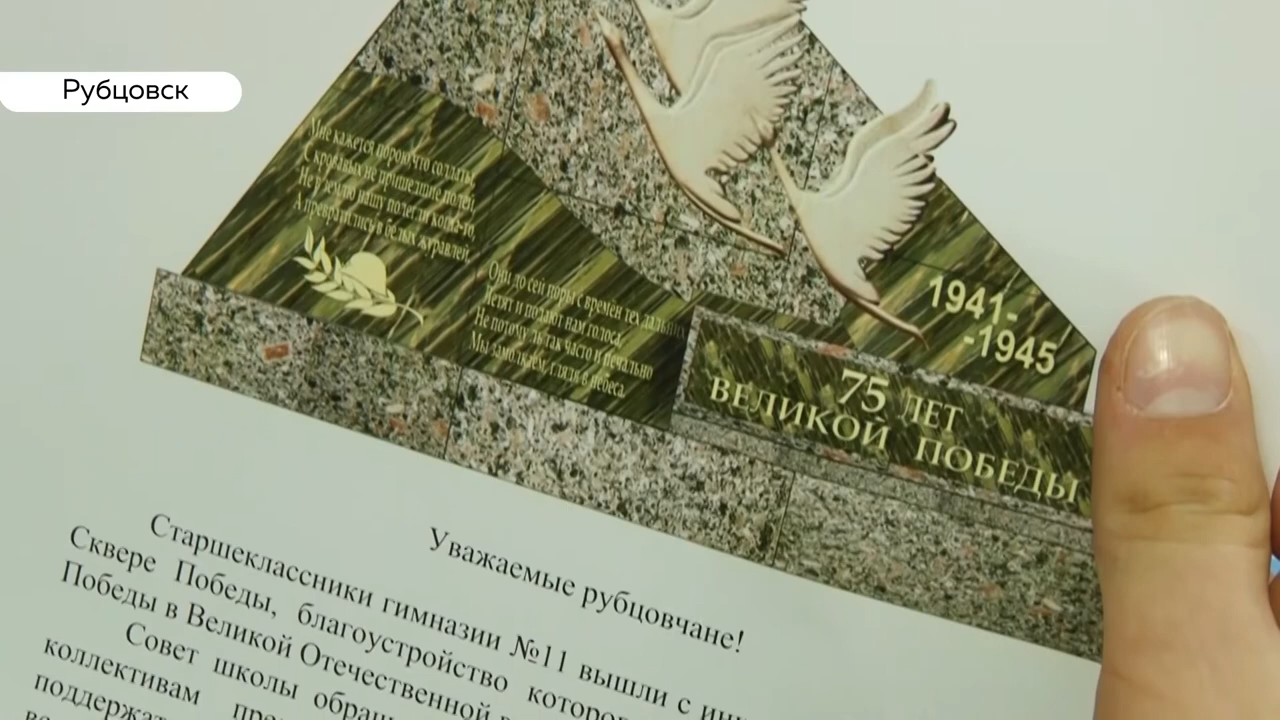 Рубцовск
Мне кажется порою, что солдаты,
С кровавых не пришедшие полей,
Не в землю нашу полегли когда-то,
А превратились в белых журавлей.
Они до сей поры с времён тех дальних
Летят и подают нам голоса.
Не потому ль так часто и печально
Мы замолкаем, глядя в небеса.
1941-
-1945
75 ЛЕТ
ВЕЛИКОЙ ПОБЕДЫ
Уважаемые рубцовчане!
Старшеклассники гимназии №11 вышли с
Сквере Победы, благоустройство
Победы в Великой Отечественной
Совет школы
коллективам